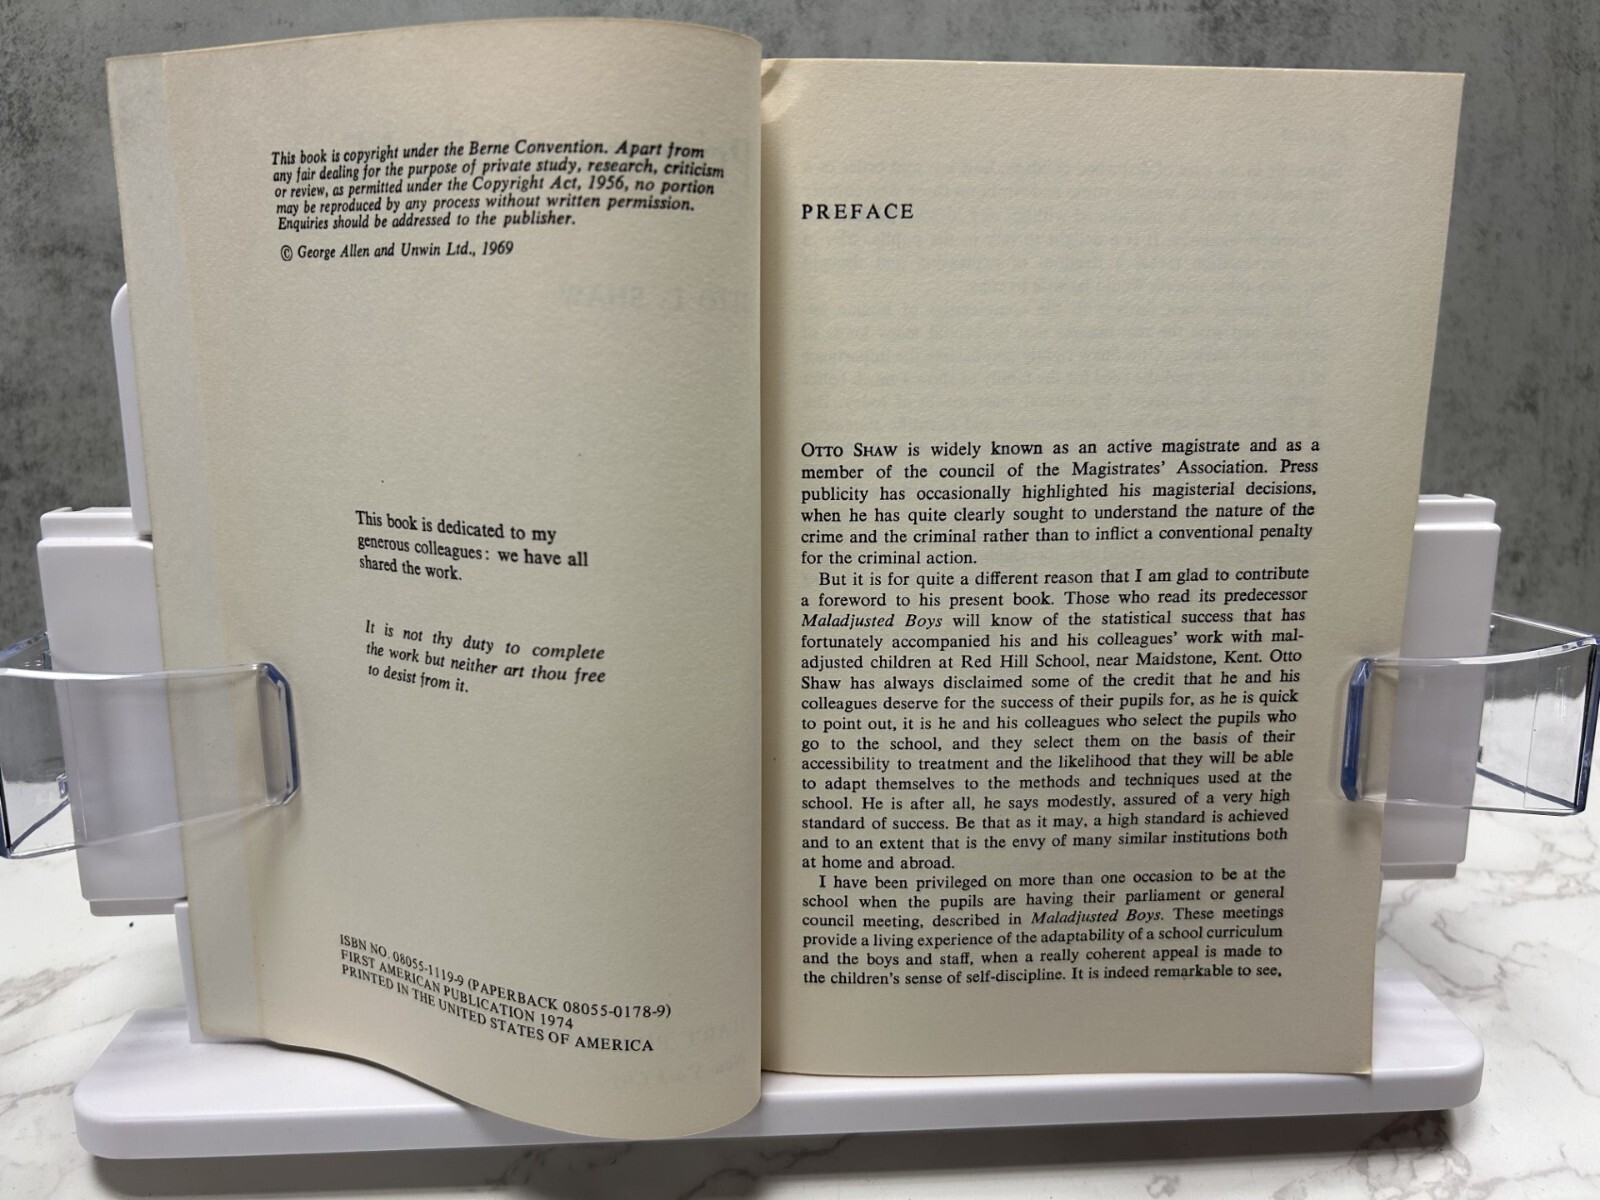 This book is copyright under the Berne Convention. Apart from
any fair dealing for the purpose of private study, research, criticism
or review, as permitted under the Copyright Act, 1956, no portion
may be reproduced by any process without written permission.
Enquiries should be addressed to the publisher.
© George Allen and Unwin Ltd., 1969
This book is dedicated to my
generous colleagues: we have all
shared the work.
It is not thy duty to complete
the work but neither art thou free
to desist from it.
ISBN NO. 08055-1119-9 (PAPERBACK 08055-0178-9)
FIRST AMERICAN PUBLICATION 1974
PRINTED IN THE UNITED STATES OF AMERICA
PREFACE
OTTO SHAW is widely known as an active magistrate and as a
member of the council of the Magistrates' Association. Press
publicity has occasionally highlighted his magisterial decisions,
when he has quite clearly sought to understand the nature of the
crime and the criminal rather than to inflict a conventional penalty
for the criminal action.
But it is for quite a different reason that I am glad to contribute
a foreword to his present book. Those who read its predecessor
Maladjusted Boys will know of the statistical success that has
fortunately accompanied his and his colleagues' work with mal-
adjusted children at Red Hill School, near Maidstone, Kent. Otto
Shaw has always disclaimed some of the credit that he and his
colleagues deserve for the success of their pupils for, as he is quick
to point out, it is he and his colleagues who select the pupils who
go to the school, and they select them on the basis of their
accessibility to treatment and the likelihood that they will be able
to adapt themselves to the methods and techniques used at the
school. He is after all, he says modestly, assured of a very high
standard of success. Be that as it may, a high standard is achieved
and to an extent that is the envy of many similar institutions both
at home and abroad.
I have been privileged on more than one occasion to be at the
school when the pupils are having their parliament or general
council meeting, described in Maladjusted Boys. These meetings
provide a living experience of the adaptability of a school curriculum
and the boys and staff, when a really coherent appeal is made to
the children's sense of self-discipline. It is indeed remarkable to see,